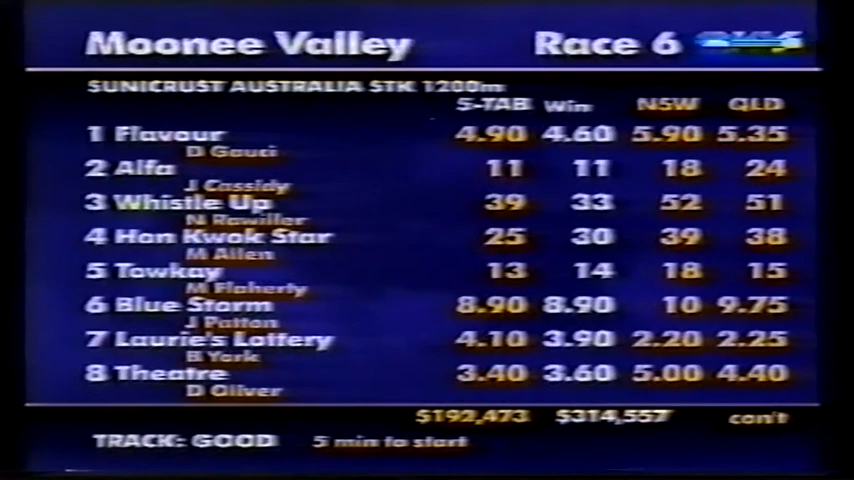 Moonee Valley Race 6
SUNICRUST AUSTRALIA STK 1200m
S-TAB Win NSW QLD
1 Flavour 4.90 4.60 5.90 5.35
D Gauci
2 Alfa 11 11 18 24
J Cassidy
3 Whistle Up 39 33 52 51
N Rawiller
4 Hon Kwok Star 25 30 39 38
M Allen
5 Towkay 13 14 18 15
M Flaherty
6 Blue Storm 8.90 8.90 10 9.75
J Patton
7 Laurie's Lottery 4.10 3.90 2.20 2.25
B York
8 Theatre 3.40 3.60 5.00 4.40
D Oliver
$192,473 $314,557 con't
TRACK: GOOD 5 min to start